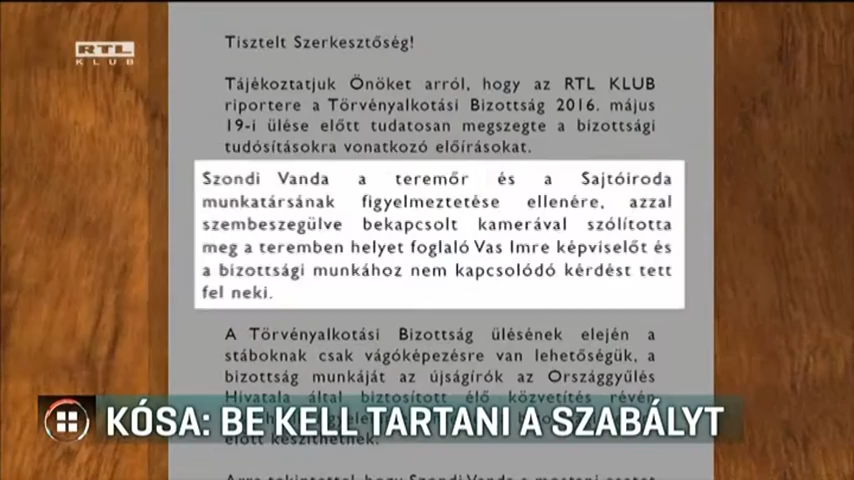 RTL
KLUB
Tisztelt Szerkesztőség!
Tájékoztatjuk Önöket arról, hogy az RTL KLUB
riportere a Törvényalkotási Bizottság 2016. május
19-i ülése előtt tudatosan megszegte a bizottsági
tudósításokra vonatkozó előírásokat.
Szondi Vanda a teremőr és a Sajtóiroda
munkatársának figyelmeztetése ellenére, azzal
szembeszegülve bekapcsolt kamerával szólította
meg a teremben helyet foglaló Vas Imre képviselőt és
a bizottsági munkához nem kapcsolódó kérdést tett
fel neki.
A Törvényalkotási Bizottság ülésének elején a
stáboknak csak vágóképezésre van lehetőségük, a
bizottság munkáját az újságírók az Országgyűlés
Hivatala által biztosított élő közvetítés révén
KÓSA: BE KELL TARTANI A SZABÁLYT
előtt készíthetnek.